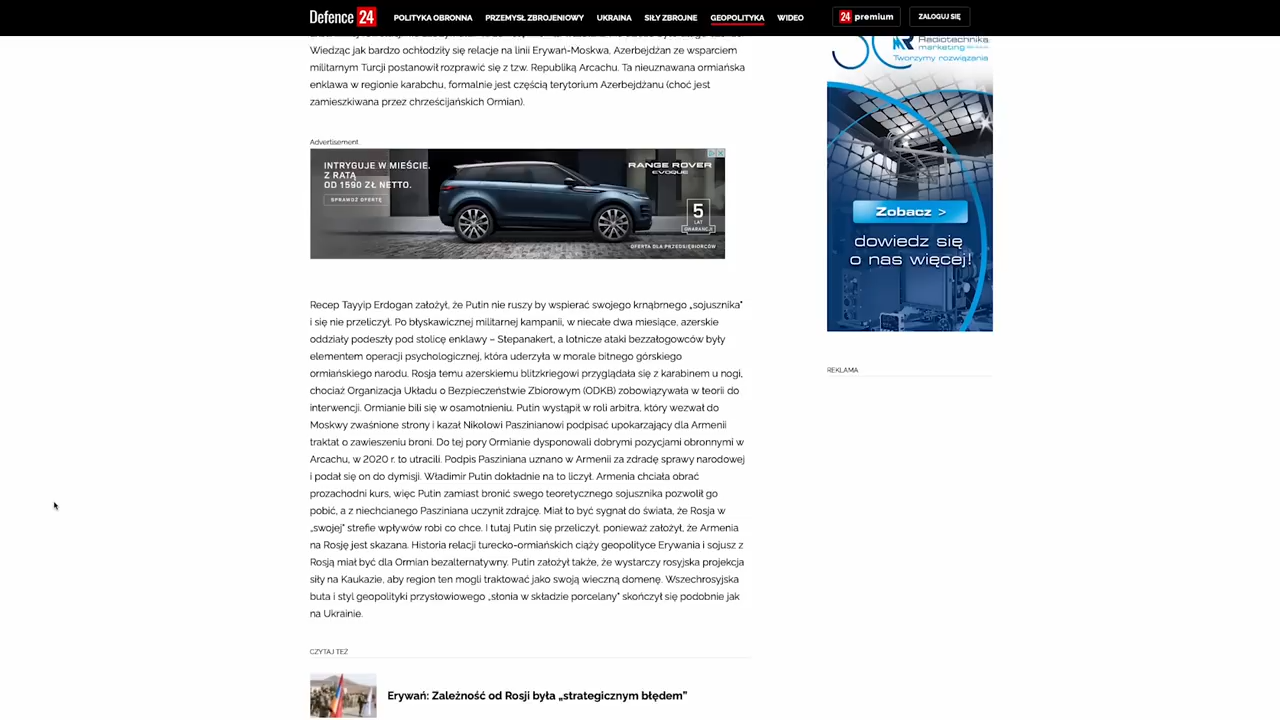 Defence 24
POLITYKA OBRONNA PRZEMYSŁ ZBROJENIOWY UKRAINA SIŁY ZBROJNE GEOPOLITYKA WIDEO
24 premium
ZALOGUJ SIĘ
Wiedząc jak bardzo ochłodziły się relacje na linii Erywań-Moskwa, Azerbejdżan ze wsparciem
militarnym Turcji postanowił rozprawić się z tzw. Republiką Arcachu. Ta nieuznawana ormiańska
enklawa w regionie karabchu, formalnie jest częścią terytorium Azerbejdżanu (choć jest
zamieszkiwana przez chrześcijańskich Ormian).
Advertisement
INTRYGUJE W MIEŚCIE.
Z RATĄ
OD 1590 ZŁ NETTO.
SPRAWDŹ OFERTĘ
RANGE ROVER
EVOQUE
5
LAT
GWARANCJI
OFERTA DLA PRZEDSIĘBIORCÓW
Recep Tayyip Erdogan założył, że Putin nie ruszy by wspierać swojego krnąbrnego „sojusznika"
i się nie przeliczył. Po błyskawicznej militarnej kampanii, w niecałe dwa miesiące, azerskie
oddziały podeszły pod stolicę enklawy – Stepanakert, a lotnicze ataki bezzałogowców były
elementem operacji psychologicznej, która uderzyła w morale bitnego górskiego
ormiańskiego narodu. Rosja temu azerskiemu blitzkriegowi przyglądała się z karabinem u nogi,
chociaż Organizacja Układu o Bezpieczeństwie Zbiorowym (ODKB) zobowiązywała w teorii do
interwencji. Ormianie bili się w osamotnieniu. Putin wystąpił w roli arbitra, który wezwał do
Moskwy zwaśnione strony i kazał Nikołowi Paszinianowi podpisać upokarzający dla Armenii
traktat o zawieszeniu broni. Do tej pory Ormianie dysponowali dobrymi pozycjami obronnymi w
Arcachu, w 2020 r. to utracili. Podpis Pasziniana uznano w Armenii za zdradę sprawy narodowej
i podał się on do dymisji. Władimir Putin dokładnie na to liczył. Armenia chciała obrać
prozachodni kurs, więc Putin zamiast bronić swego teoretycznego sojusznika pozwolił go
pobić, a z niechcianego Pasziniana uczynił zdrajcę. Miał to być sygnał do świata, że Rosja w
„swojej" strefie wpływów robi co chce. I tutaj Putin się przeliczył, ponieważ założył, że Armenia
na Rosję jest skazana. Historia relacji turecko-ormiańskich ciąży geopolityce Erywania i sojusz z
Rosją miał być dla Ormian bezalternatywny. Putin założył także, że wystarczy rosyjska projekcja
siły na Kaukazie, aby region ten mogli traktować jako swoją wieczną domenę. Wszechrosyjska
buta i styl geopolityki przysłowiowego „słonia w składzie porcelany" skończył się podobnie jak
na Ukrainie.
CZYTAJ TEŻ
Erywań: Zależność od Rosji była „strategicznym błędem"
Radiotechnika
marketing
Tworzymy rozwiązania
Zobacz >
dowiedz się
o nas więcej!
REKLAMA